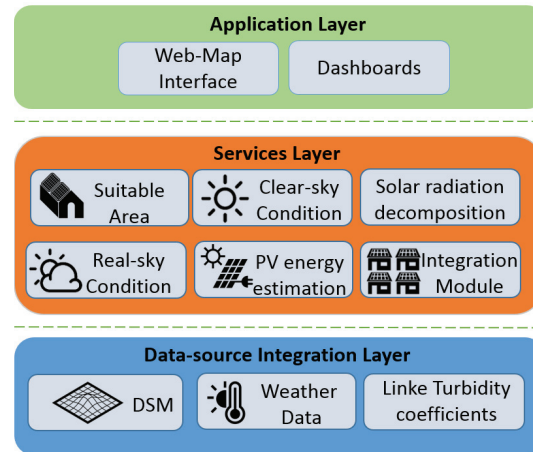 Application Layer
Web-Map
Interface
Dashboards
Services Layer
Suitable
Area
Clear-sky
Condition
Solar radiation
decomposition
Real-sky
Condition
PV energy
estimation
Integration
Module
Data-source Integration Layer
DSM
Weather
Data
Linke Turbidity
coefficients